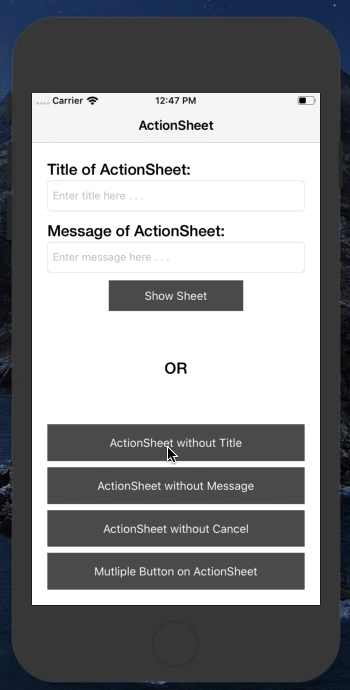 Carrier 12:47 PM
ActionSheet
Title of ActionSheet:
Enter title here . . .
Message of ActionSheet:
Enter message here . . .
Show Sheet
OR
ActionSheet without Title
ActionSheet without Message
ActionSheet without Cancel
Mutliple Button on ActionSheet